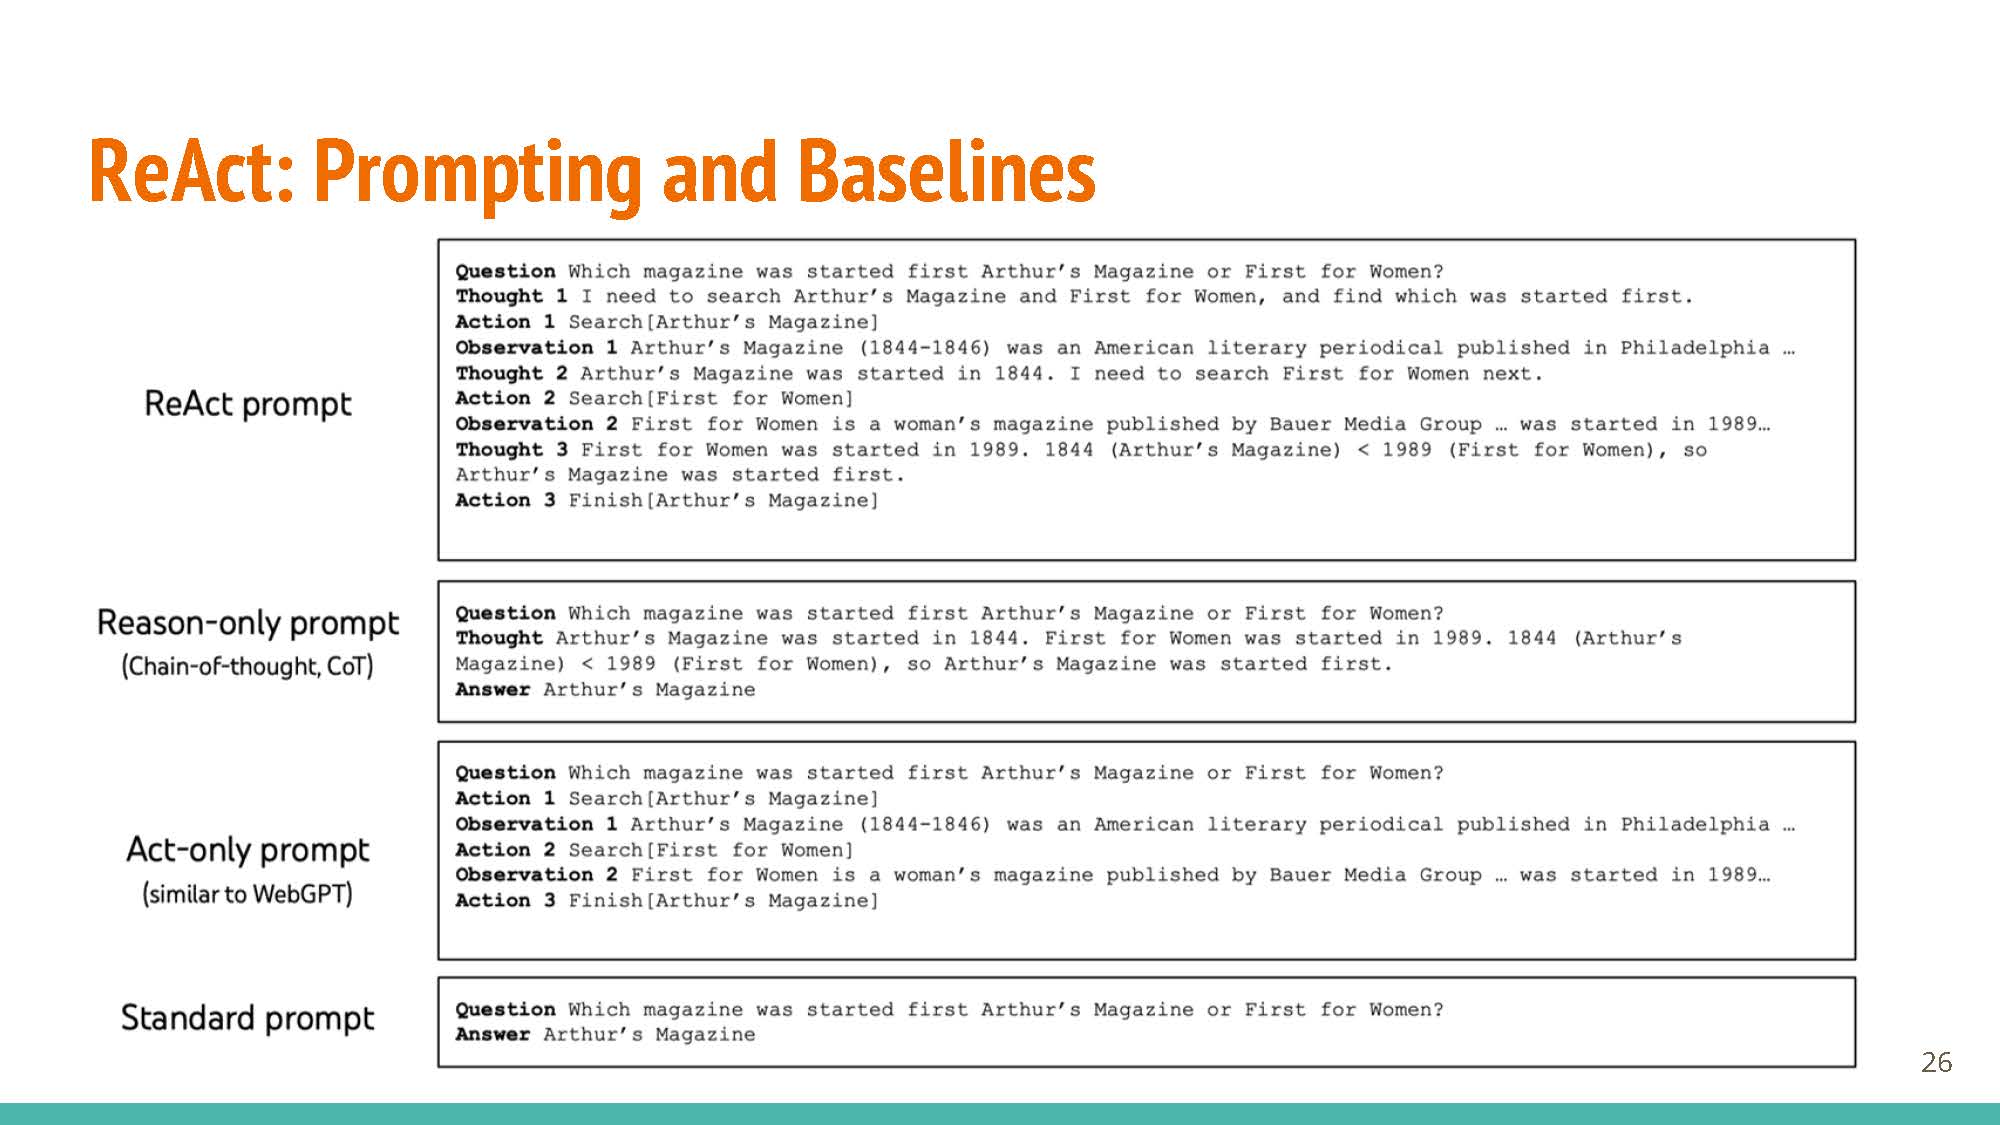 ReAct: Prompting and Baselines
ReAct prompt
Question Which magazine was started first Arthur’s Magazine or First for Women?
Thought 1 I need to search Arthur’s Magazine and First for Women, and find which was started first.
Action 1 Search[Arthur’s Magazine]
Observation 1 Arthur’s Magazine (1844-1846) was an American literary periodical published in Philadelphia …
Thought 2 Arthur’s Magazine was started in 1844. I need to search First for Women next.
Action 2 Search[First for Women]
Observation 2 First for Women is a woman’s magazine published by Bauer Media Group … was started in 1989…
Thought 3 First for Women was started in 1989. 1844 (Arthur’s Magazine) < 1989 (First for Women), so
Arthur’s Magazine was started first.
Action 3 Finish[Arthur’s Magazine]
Reason-only prompt
(Chain-of-thought, CoT)
Question Which magazine was started first Arthur’s Magazine or First for Women?
Thought Arthur’s Magazine was started in 1844. First for Women was started in 1989. 1844 (Arthur’s
Magazine) < 1989 (First for Women), so Arthur’s Magazine was started first.
Answer Arthur’s Magazine
Act-only prompt
(similar to WebGPT)
Question Which magazine was started first Arthur’s Magazine or First for Women?
Action 1 Search[Arthur’s Magazine]
Observation 1 Arthur’s Magazine (1844-1846) was an American literary periodical published in Philadelphia …
Action 2 Search[First for Women]
Observation 2 First for Women is a woman’s magazine published by Bauer Media Group … was started in 1989…
Action 3 Finish[Arthur’s Magazine]
Standard prompt
Question Which magazine was started first Arthur’s Magazine or First for Women?
Answer Arthur’s Magazine
26